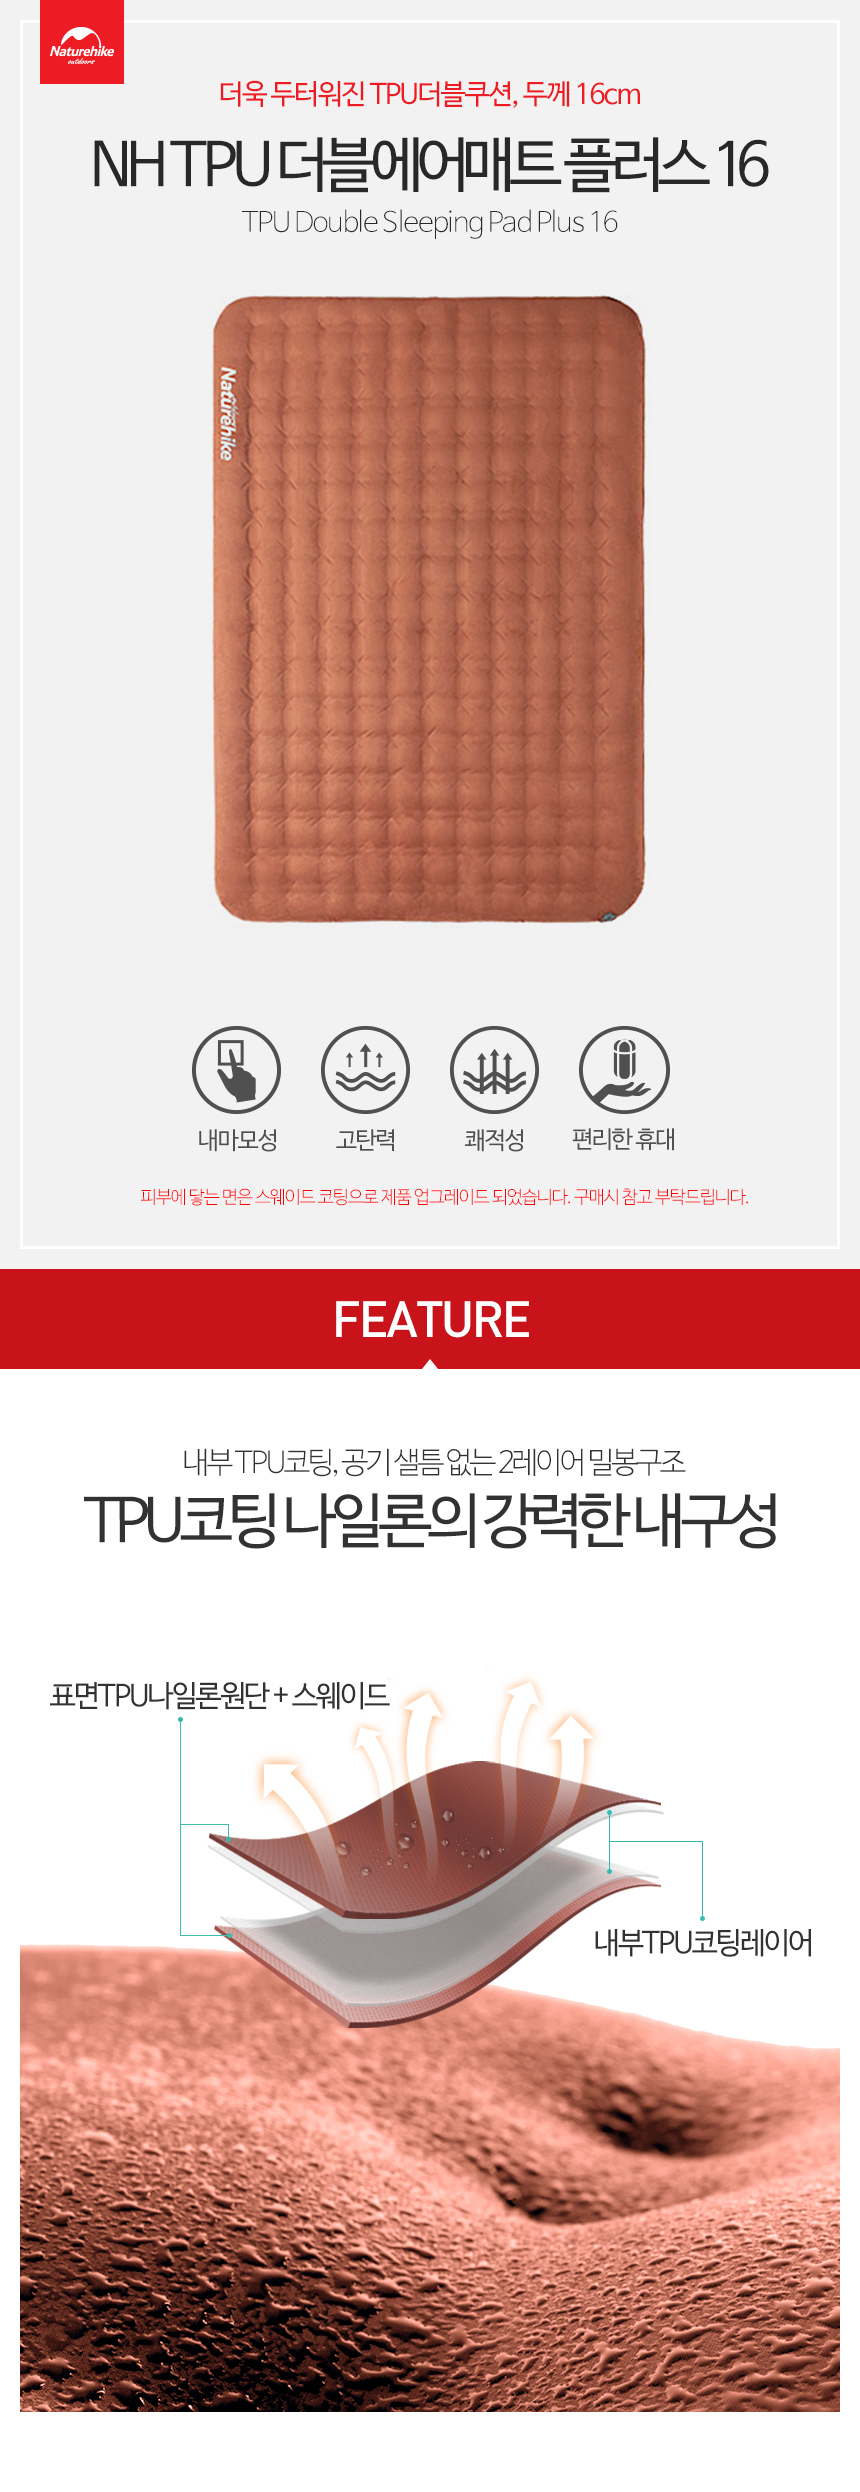 Naturehike
outdoors
더욱 두터워진 TPU더블쿠션, 두께 16cm
NH TPU 더블에어매트 플러스 16
TPU Double Sleeping Pad Plus 16
Naturehike
내마모성
고탄력
쾌적성
편리한 휴대
피부에 닿는 면은 스웨이드 코팅으로 제품 업그레이드 되었습니다. 구매시 참고 부탁드립니다.
FEATURE
내부 TPU코팅, 공기 샐틈 없는 2레이어 밀봉구조
TPU코팅 나일론의 강력한 내구성
표면TPU나일론원단 + 스웨이드
내부TPU코팅레이어